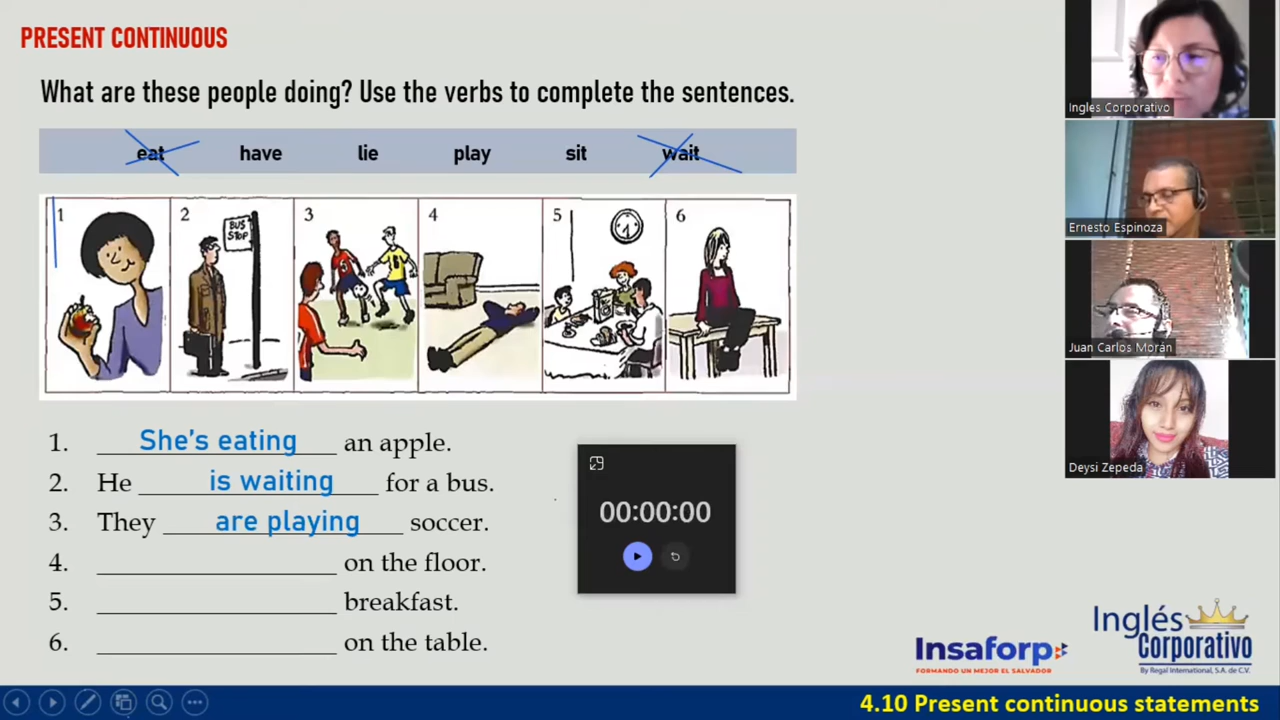 PRESENT CONTINUOUS
What are these people doing? Use the verbs to complete the sentences.
eat have lie play sit wait
1 2 3 4 5 6
BUS
STOP
1. She's eating an apple.
2. He is waiting for a bus.
3. They are playing soccer.
4. ____________ on the floor.
5. ____________ breakfast.
6. ____________ on the table.
00:00:00
Inglés Corporativo
Ernesto Espinoza
Juan Carlos Morán
Deysi Zepeda
Insaforp
FORMANDO UN MEJOR EL SALVADOR
Inglés
Corporativo
By Regal International, S.A. de C.V.
4.10 Present continuous statements